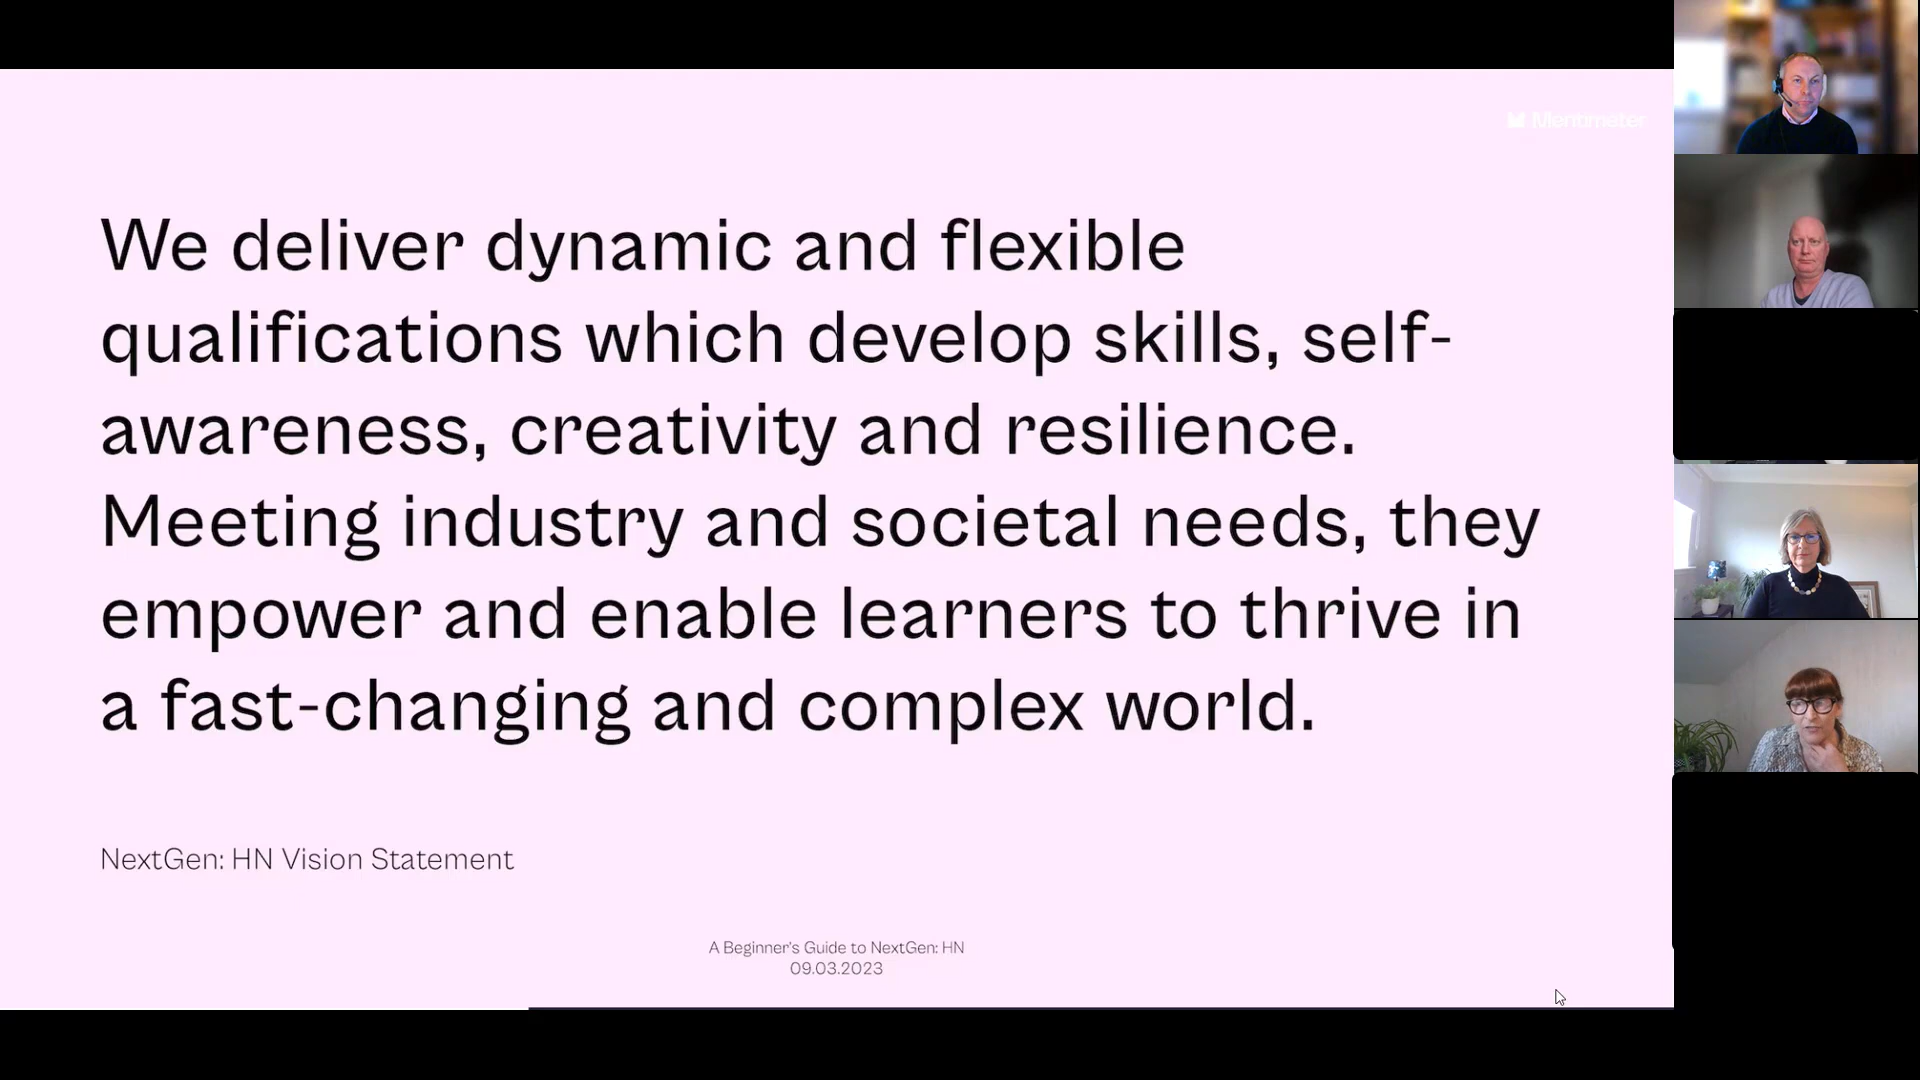 Mentimeter
We deliver dynamic and flexible
qualifications which develop skills, self-
awareness, creativity and resilience.
Meeting industry and societal needs, they
empower and enable learners to thrive in
a fast-changing and complex world.
NextGen: HN Vision Statement
A Beginner's Guide to NextGen: HN
09.03.2023